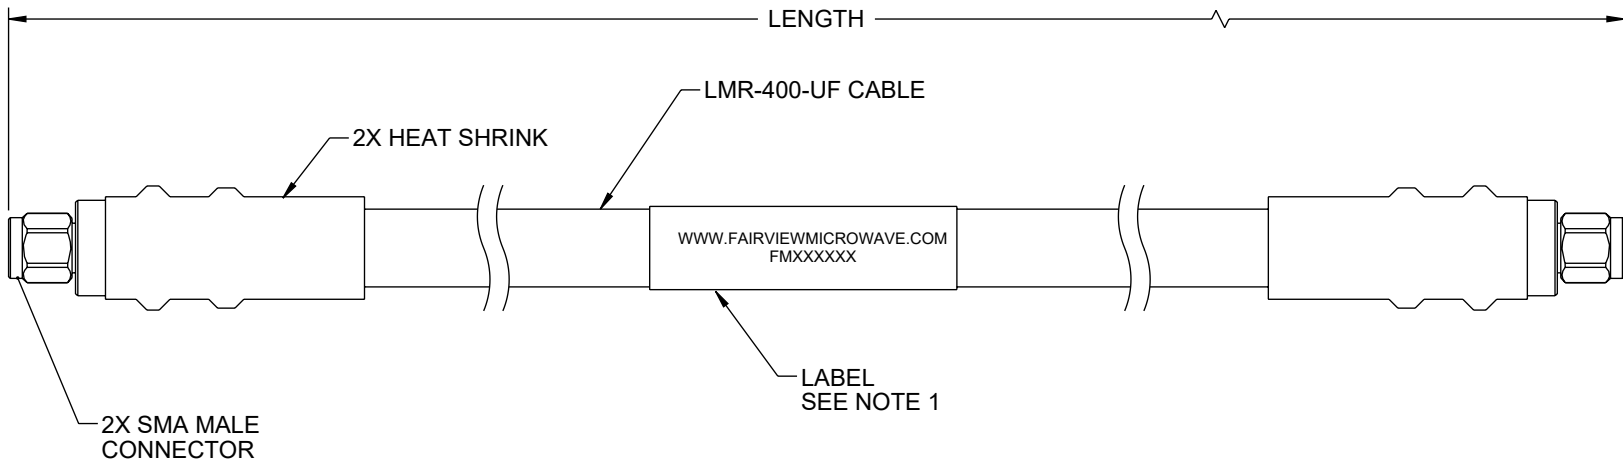 LENGTH
LMR-400-UF CABLE
2X HEAT SHRINK
WWW.FAIRVIEWMICROWAVE.COM
FMXXXXXX
LABEL
SEE NOTE 1
2X SMA MALE
CONNECTOR